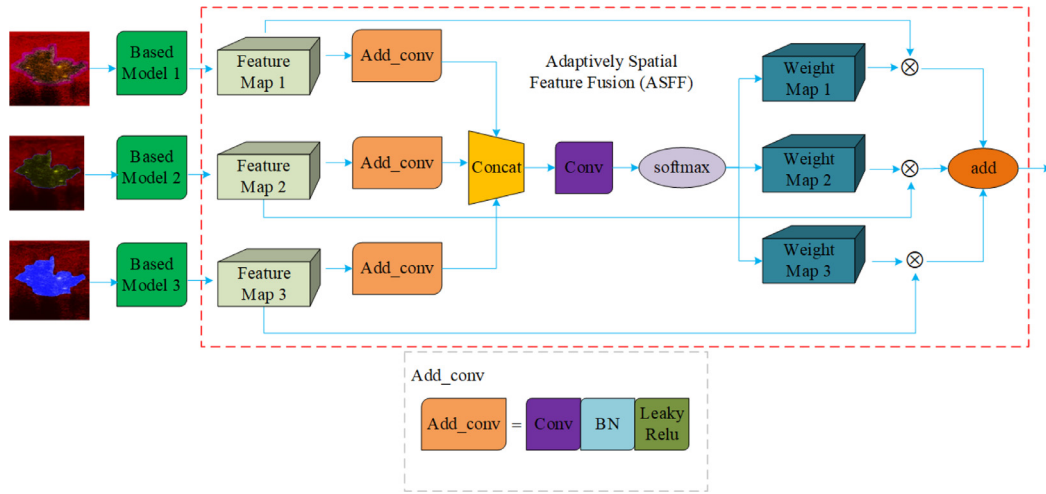 Based
Model 1
Feature
Map 1
Add_conv
Adaptively Spatial
Feature Fusion (ASFF)
Weight
Map 1
Based
Model 2
Feature
Map 2
Add_conv
Concat
Conv
softmax
Weight
Map 2
add
Based
Model 3
Feature
Map 3
Add_conv
Weight
Map 3
Add_conv
Add_conv
=
Conv
BN
Leaky
Relu